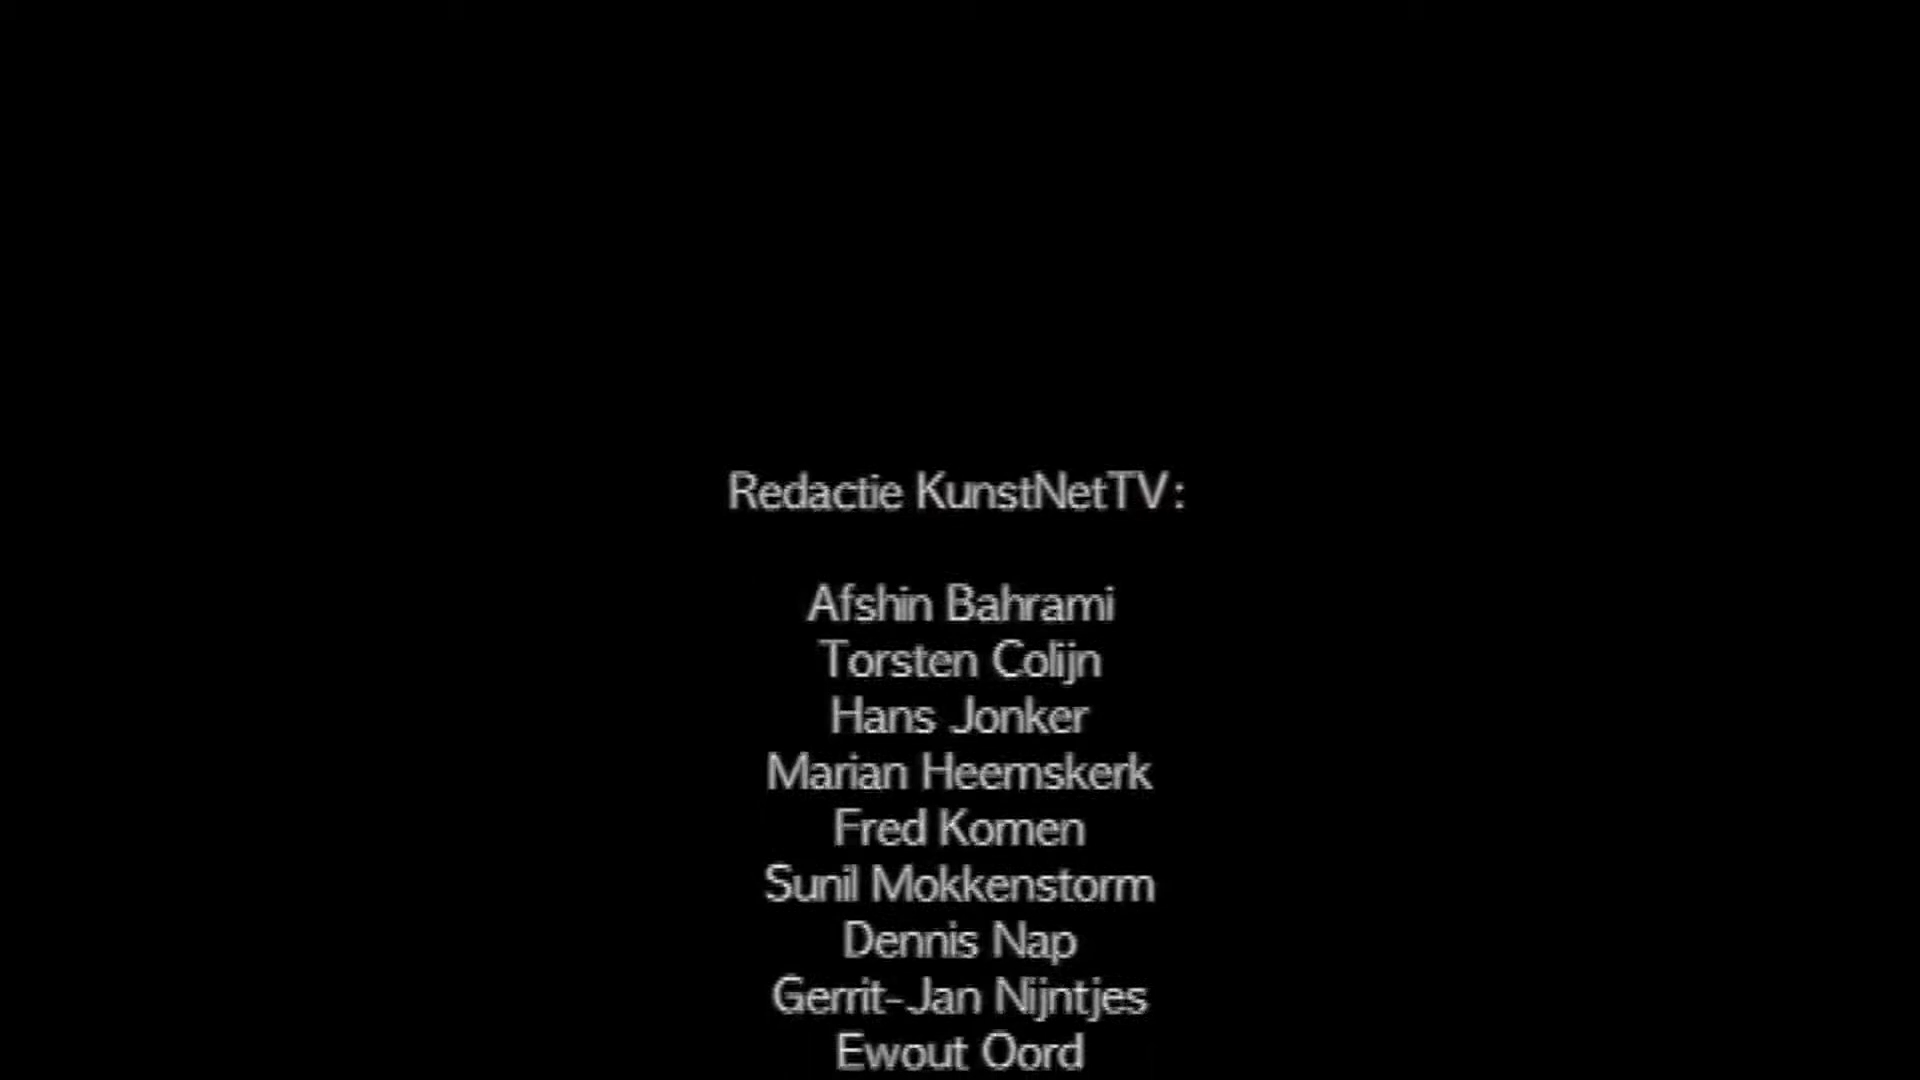 Redactie KunstNetTV:
Afshin Bahrami
Torsten Colijn
Hans Jonker
Marian Heemskerk
Fred Komen
Sunil Mokkenstorm
Dennis Nap
Gerrit-Jan Nijntjes
Ewout Oord